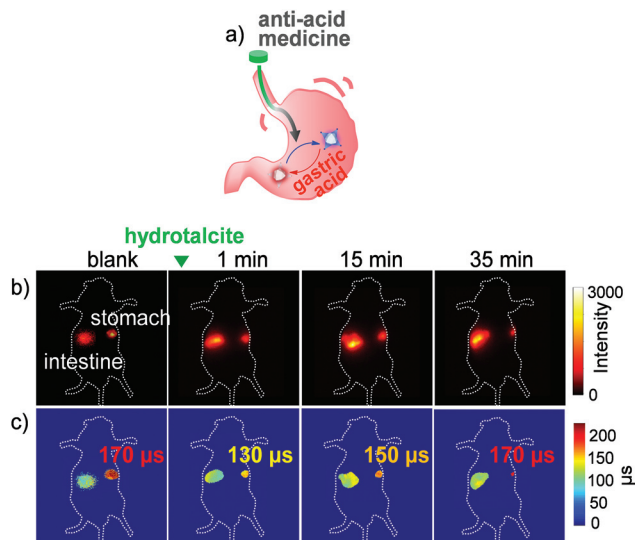 a)
anti-acid
medicine
gastric
acid
hydrotalcite
blank
1 min
15 min
35 min
b)
stomach
intestine
3000
Intensity
0
c)
170 µs
130 µs
150 µs
170 µs
200
150
100
50
0
µs